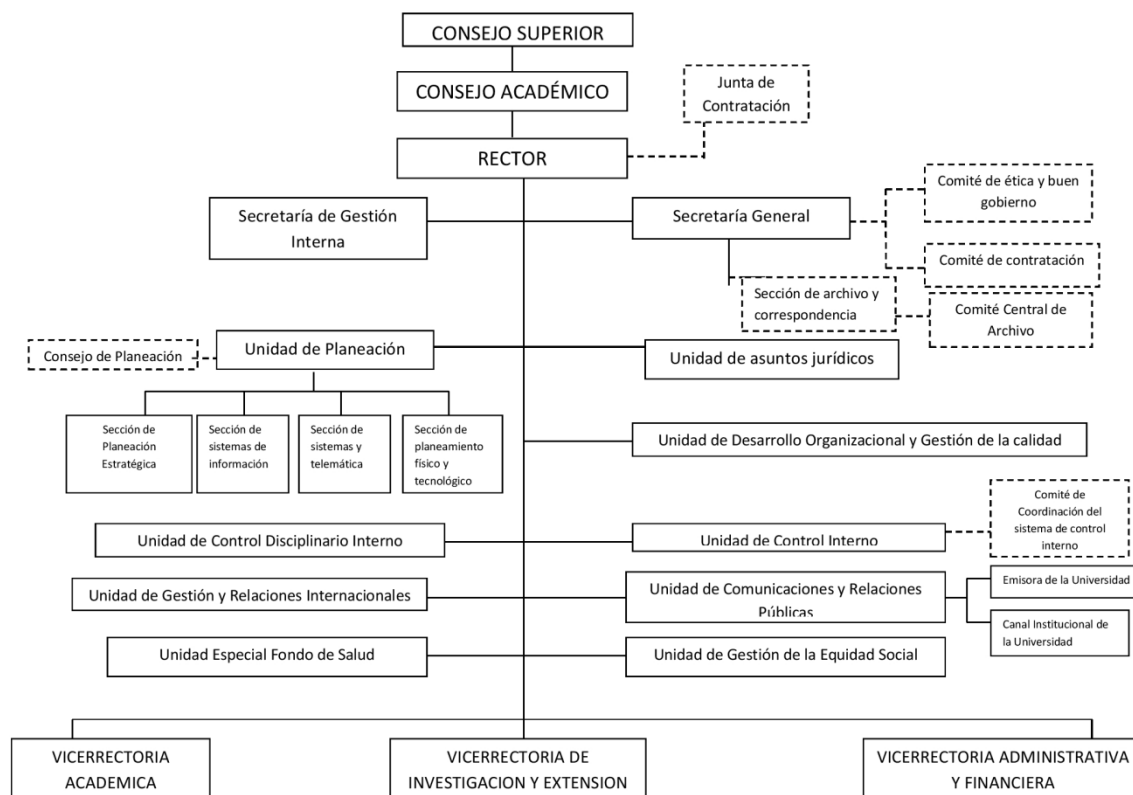 CONSEJO SUPERIOR
CONSEJO ACADÉMICO
Junta de
Contratación
RECTOR
Comité de ética y buen
gobierno
Secretaría de Gestión
Interna
Secretaría General
Comité de contratación
Sección de archivo y
correspondencia
Comité Central de
Archivo
Consejo de Planeación
Unidad de Planeación
Unidad de asuntos jurídicos
Sección de
Planeación
Estratégica
Sección de
sistemas de
información
Sección de
sistemas y
telemática
Sección de
planeamiento
físico y
tecnológico
Unidad de Desarrollo Organizacional y Gestión de la calidad
Comité de
Coordinación del
sistema de control
interno
Unidad de Control Disciplinario Interno
Unidad de Control Interno
Unidad de Gestión y Relaciones Internacionales
Unidad de Comunicaciones y Relaciones
Públicas
Emisora de la Universidad
Canal Institucional de
la Universidad
Unidad Especial Fondo de Salud
Unidad de Gestión de la Equidad Social
VICERRECTORIA
ACADEMICA
VICERRECTORIA DE
INVESTIGACION Y EXTENSION
VICERRECTORIA ADMINISTRATIVA
Y FINANCIERA